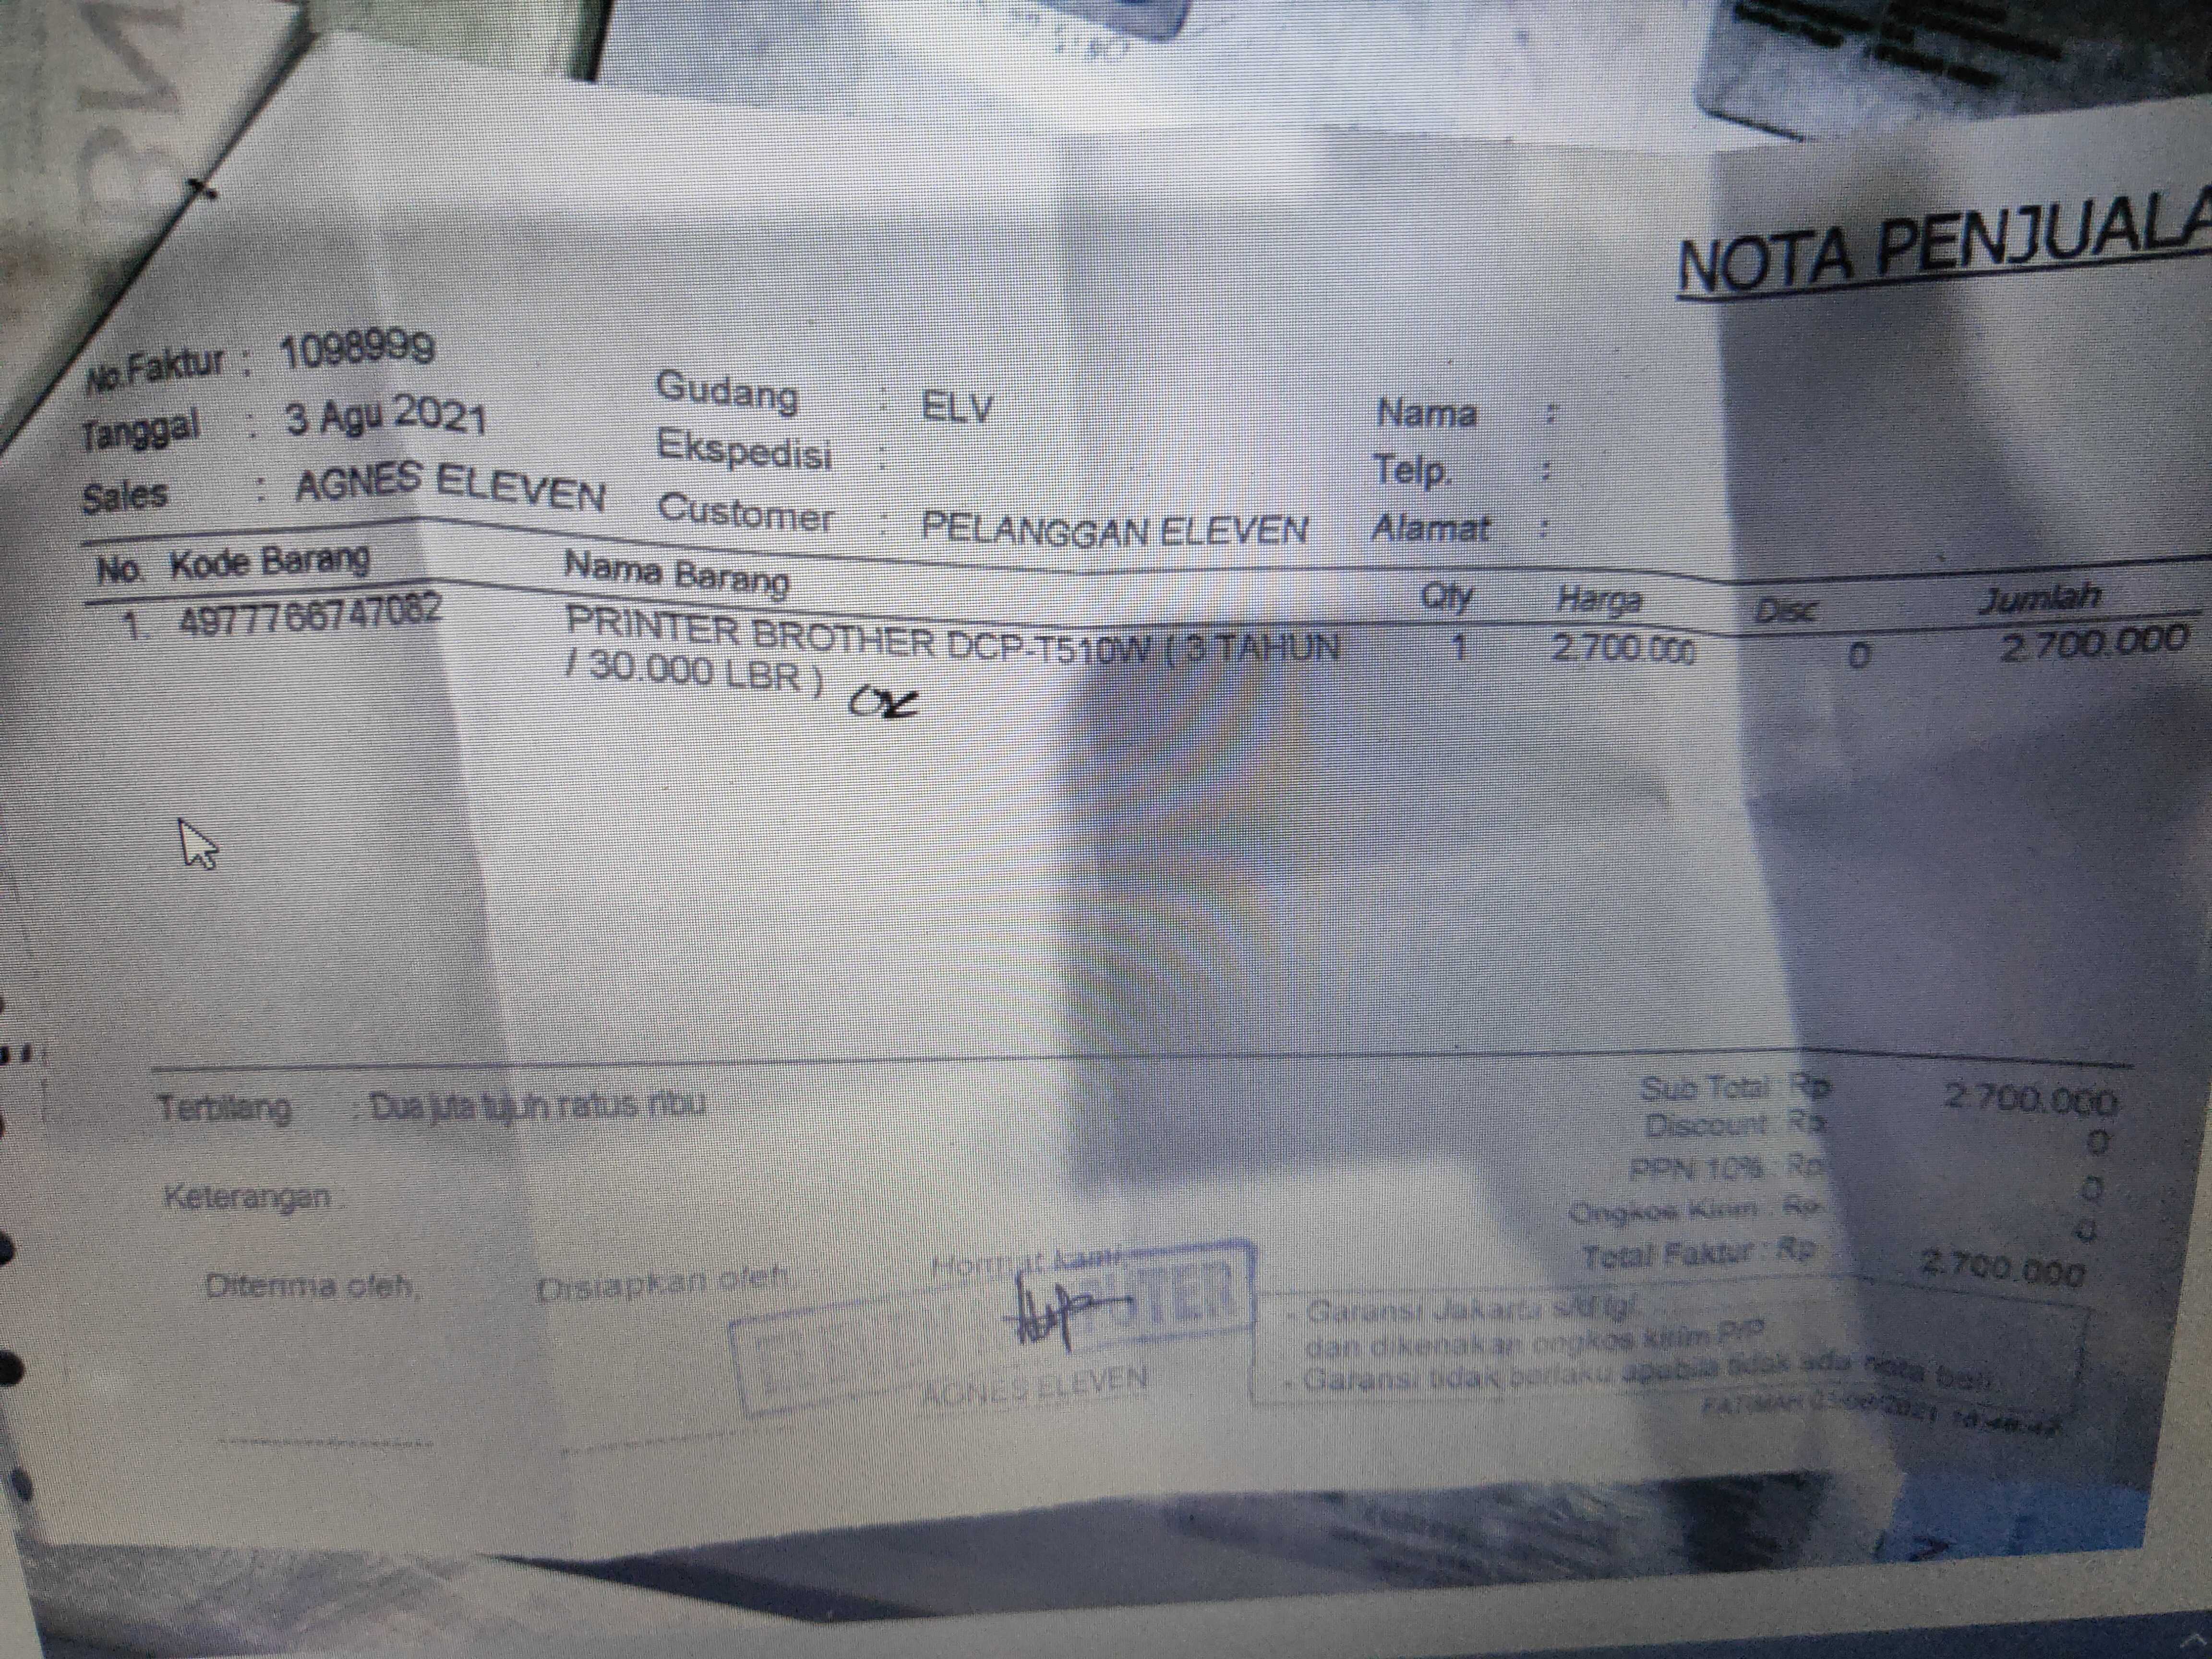 NOTA PENJUALA
No.Faktur : 1098999
Tanggal : 3 Agu 2021
Sales : AGNES ELEVEN
Gudang : ELV
Ekspedisi :
Customer : PELANGGAN ELEVEN
Nama :
Telp. :
Alamat :
No. Kode Barang Nama Barang Qty Harga Disc Jumlah
1. 4977766747082 PRINTER BROTHER DCP-T510W ( 3 TAHUN 1 2.700.000 0 2.700.000
/ 30.000 LBR )
OK
Terbilang : Dua juta tujuh ratus ribu
Sub Total : Rp 2.700.000
Discount : Rp 0
PPN 10% : Rp 0
Ongkos Kirim : Rp 0
Total Faktur : Rp 2.700.000
Keterangan :
Diterima oleh,
Disiapkan oleh
Hormat kami,
AGNES ELEVEN
- Garansi Jakarta s/d tgl.
dan dikenakan ongkos kirim P/P
- Garansi tidak berlaku apabila tidak ada nota beli.